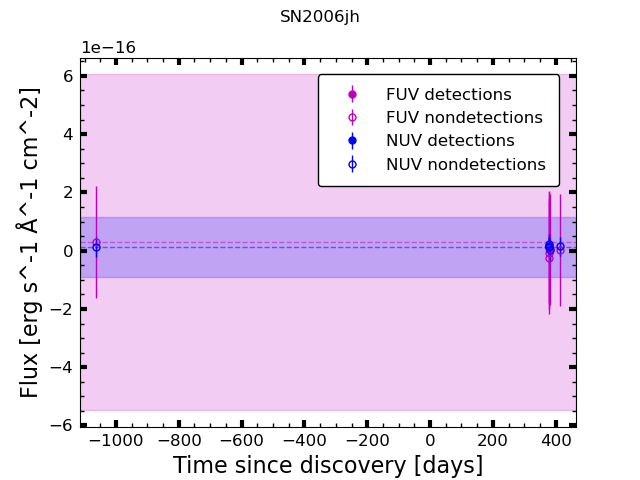 SN2006jh
1e−16
6
4
2
0
−2
−4
−6
Flux [erg s^-1 Å^-1 cm^-2]
FUV detections
FUV nondetections
NUV detections
NUV nondetections
−1000 −800 −600 −400 −200 0 200 400
Time since discovery [days]